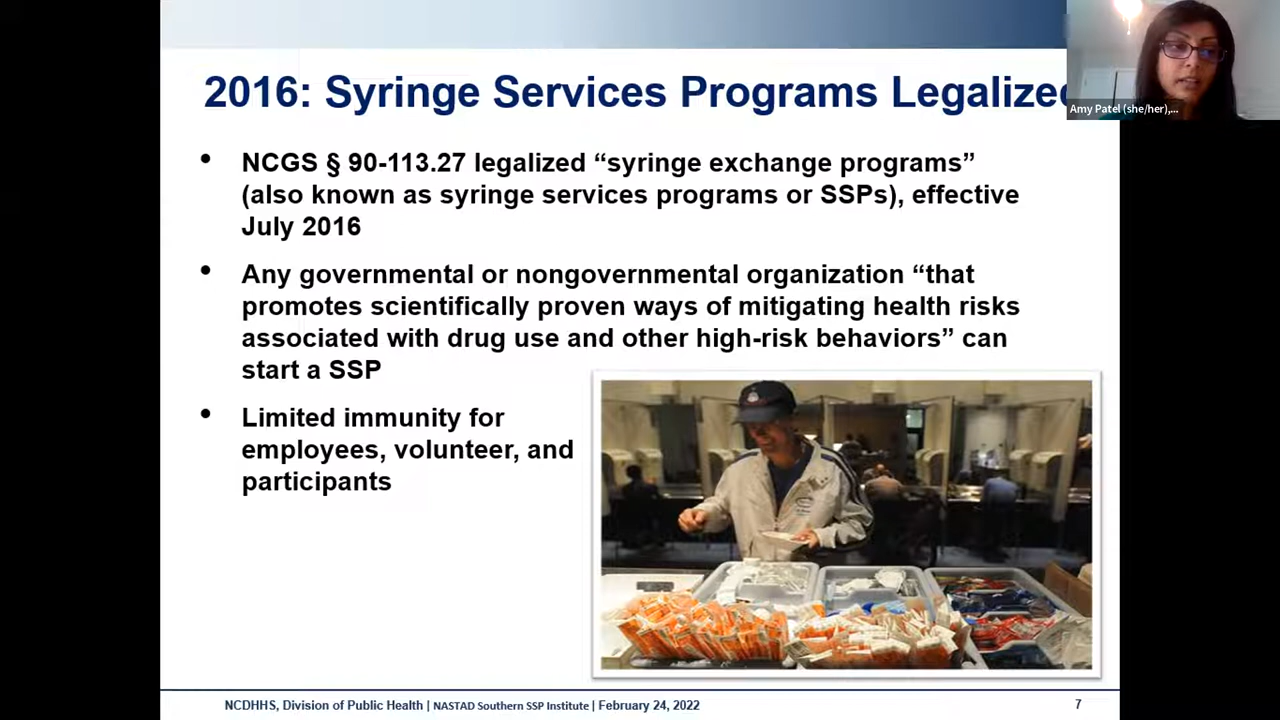 2016: Syringe Services Programs Legalized
Amy Patel (she/her),...
• NCGS § 90-113.27 legalized “syringe exchange programs”
(also known as syringe services programs or SSPs), effective
July 2016
• Any governmental or nongovernmental organization “that
promotes scientifically proven ways of mitigating health risks
associated with drug use and other high-risk behaviors” can
start a SSP
• Limited immunity for
employees, volunteer, and
participants
NCDHHS, Division of Public Health | NASTAD Southern SSP Institute | February 24, 2022
7